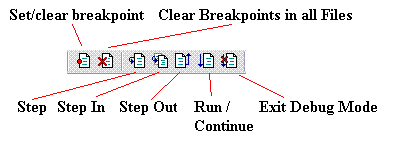 Set/clear breakpoint Clear Breakpoints in all Files
Step Step In Step Out Run / Exit Debug Mode
Continue